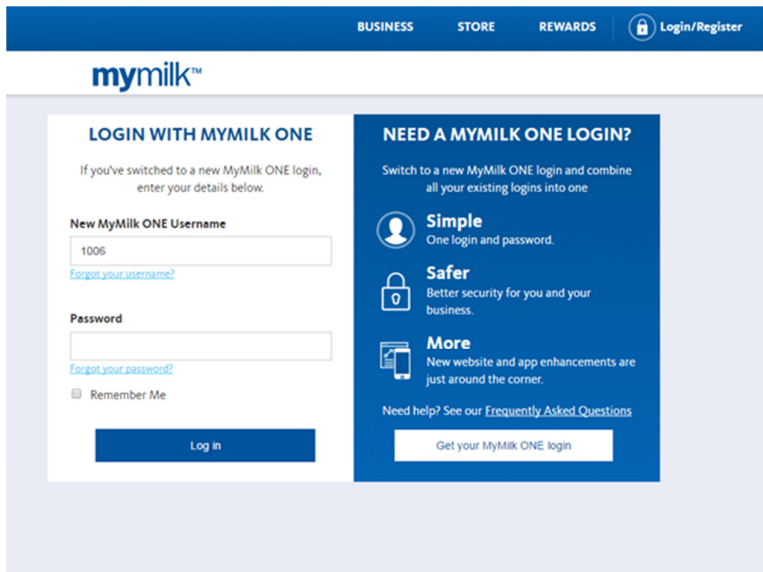 BUSINESS STORE REWARDS Login/Register
mymilk™
LOGIN WITH MYMILK ONE
If you've switched to a new MyMilk ONE login,
enter your details below.
New MyMilk ONE Username
1006
Forgot your username?
Password
Forgot your password?
Remember Me
Log in
NEED A MYMILK ONE LOGIN?
Switch to a new MyMilk ONE login and combine
all your existing logins into one
Simple
One login and password.
Safer
Better security for you and your
business.
More
New website and app enhancements are
just around the corner.
Need help? See our Frequently Asked Questions
Get your MyMilk ONE login